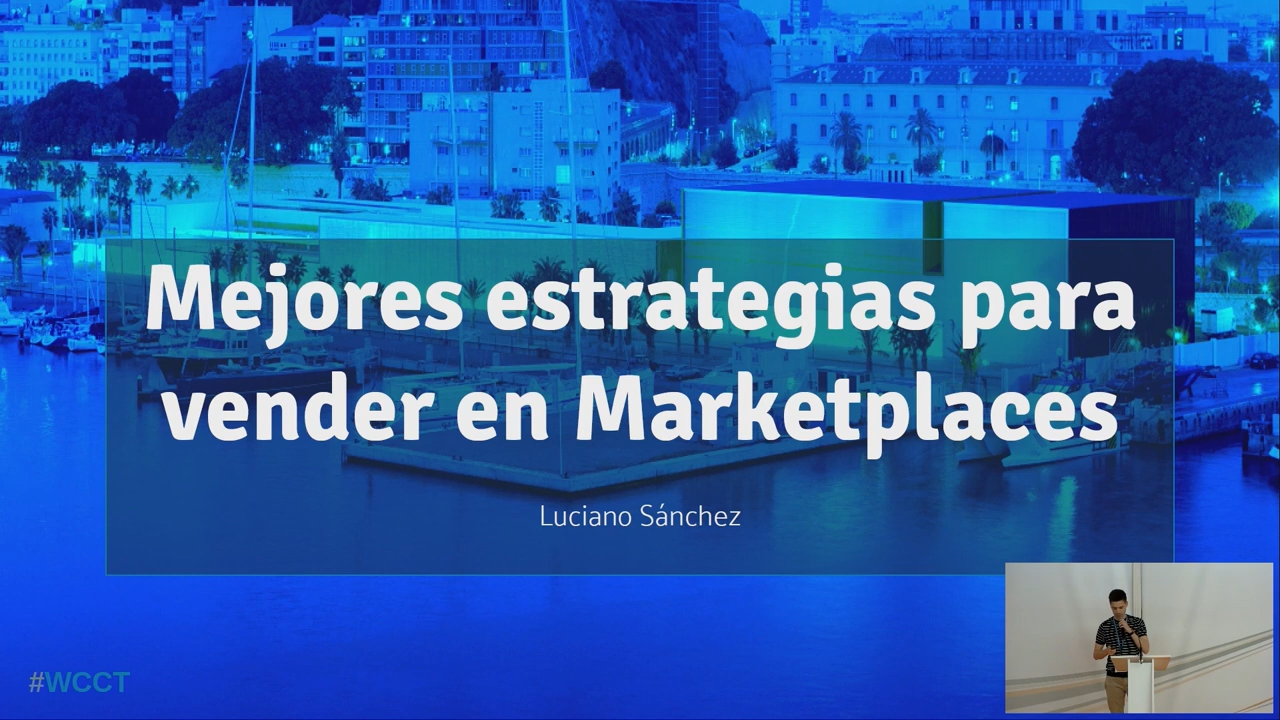 Mejores estrategias para
vender en Marketplaces
Luciano Sánchez
#WCCT